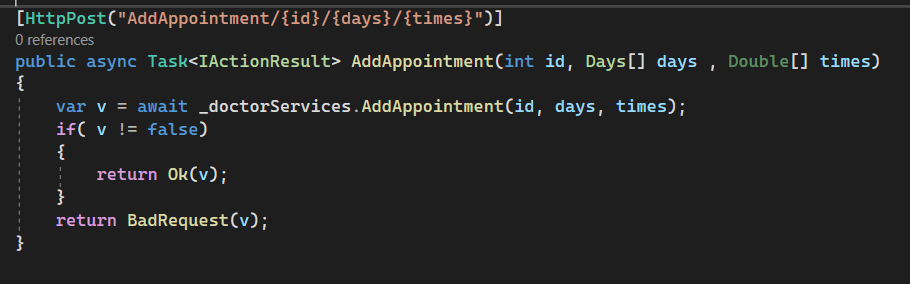 [HttpPost("AddAppointment/{id}/{days}/{times}")]
0 references
public async Task<IActionResult> AddAppointment(int id, Days[] days , Double[] times)
{
    var v = await _doctorServices.AddAppointment(id, days, times);
    if( v != false)
    {
        return Ok(v);
    }
    return BadRequest(v);
}